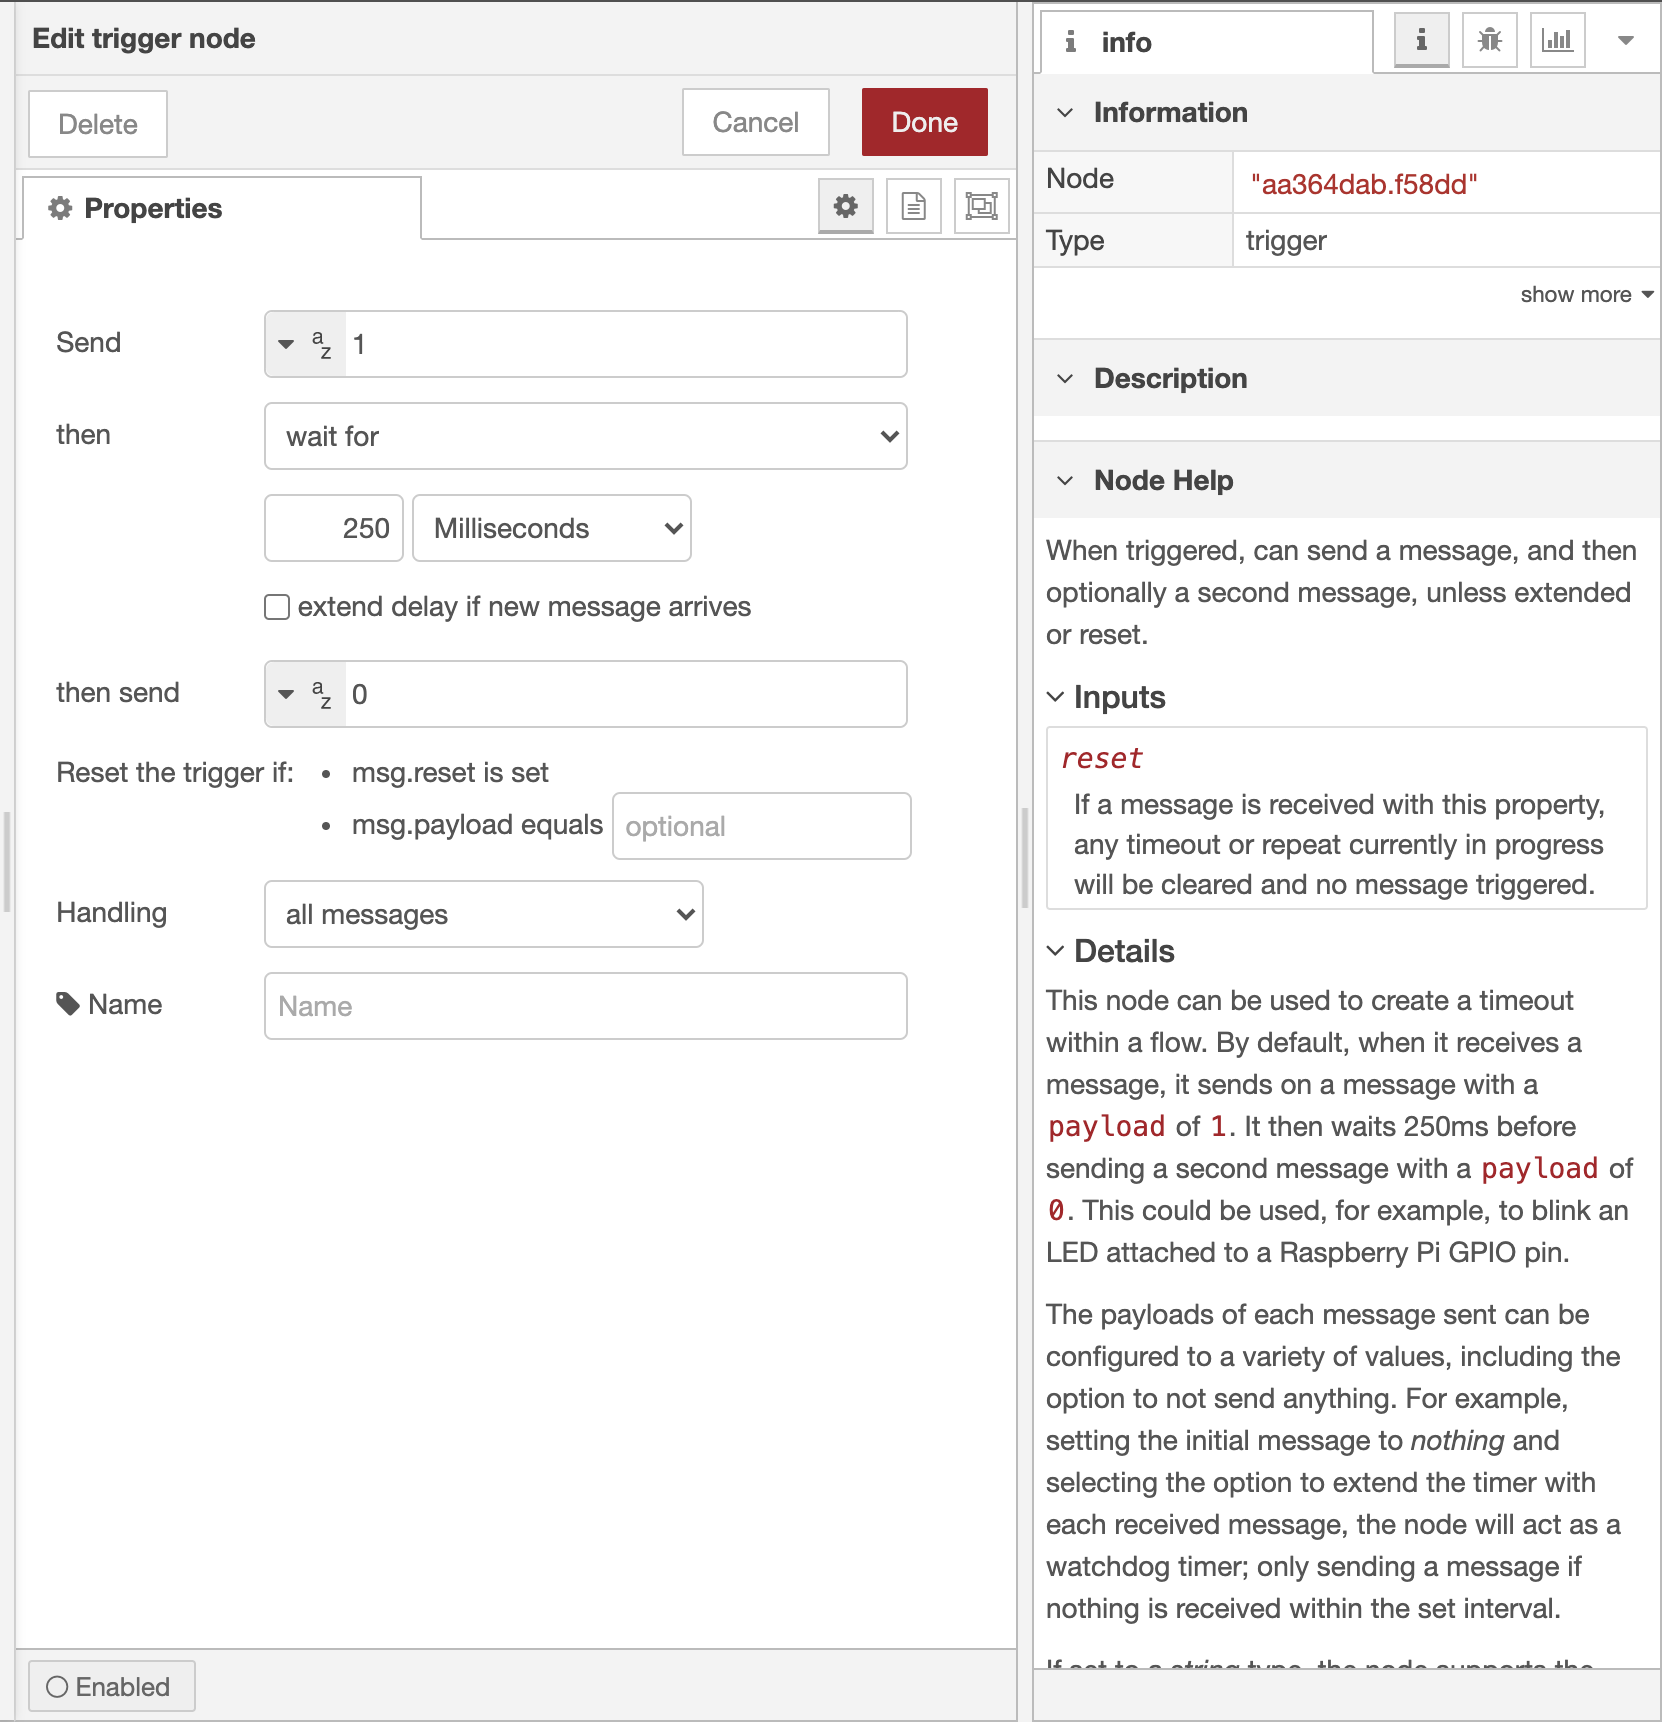 Edit trigger node
Delete
Cancel
Done
Properties
Send
a z 1
then
wait for
250
Milliseconds
extend delay if new message arrives
then send
a z 0
Reset the trigger if:
• msg.reset is set
• msg.payload equals
optional
Handling
all messages
Name
Name
Enabled
i info
i
Information
Node
"aa364dab.f58dd"
Type
trigger
show more
Description
Node Help
When triggered, can send a message, and then
optionally a second message, unless extended
or reset.
Inputs
reset
If a message is received with this property,
any timeout or repeat currently in progress
will be cleared and no message triggered.
Details
This node can be used to create a timeout
within a flow. By default, when it receives a
message, it sends on a message with a
payload of 1. It then waits 250ms before
sending a second message with a payload of
0. This could be used, for example, to blink an
LED attached to a Raspberry Pi GPIO pin.
The payloads of each message sent can be
configured to a variety of values, including the
option to not send anything. For example,
setting the initial message to nothing and
selecting the option to extend the timer with
each received message, the node will act as a
watchdog timer; only sending a message if
nothing is received within the set interval.
If set to a string type, the node supports the